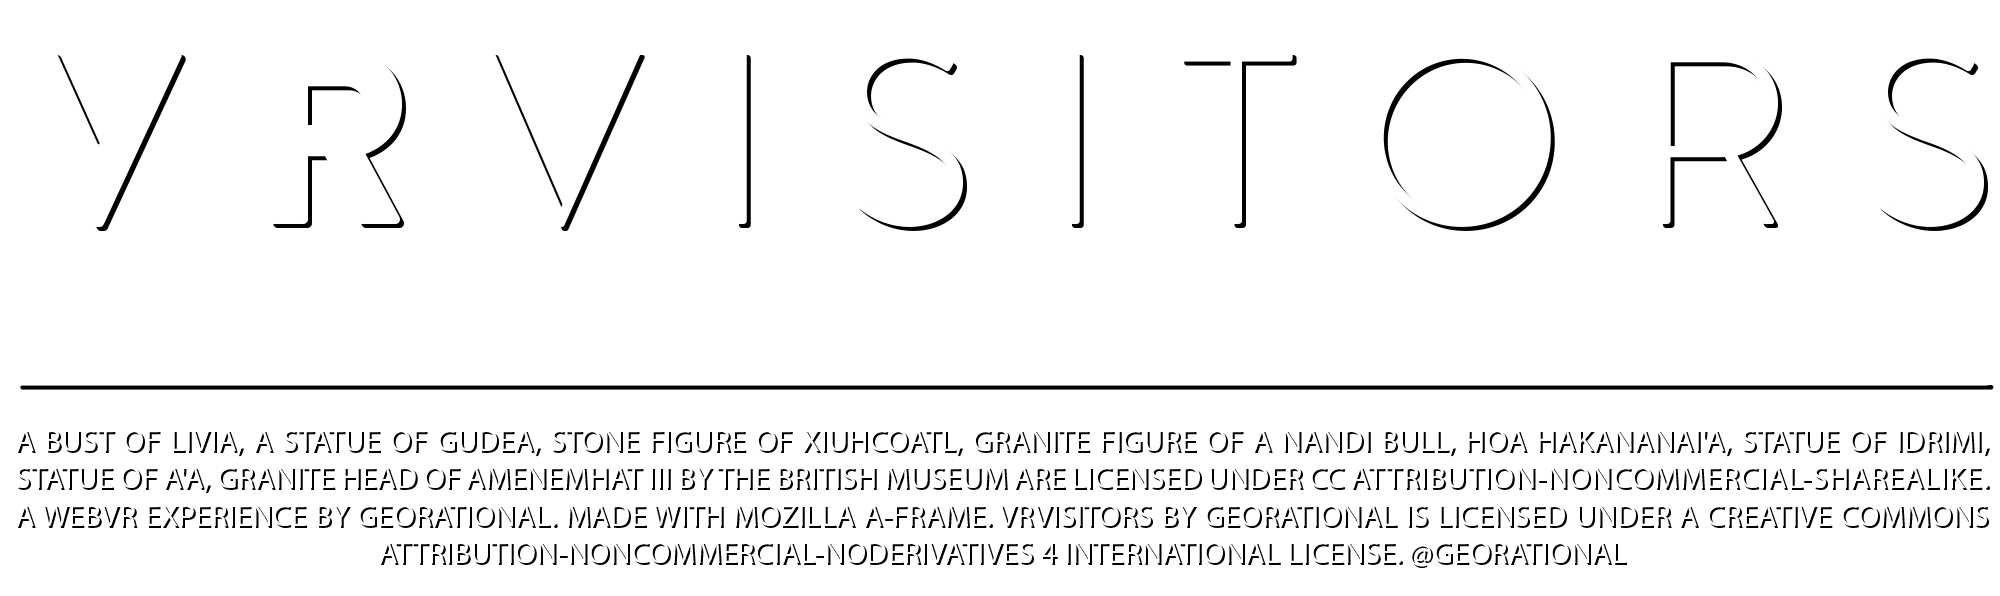 VRVISITORS
A BUST OF LIVIA, A STATUE OF GUDEA, STONE FIGURE OF XIUHCOATL, GRANITE FIGURE OF A NANDI BULL, HOA HAKANANAI'A, STATUE OF IDRIMI,
STATUE OF A'A, GRANITE HEAD OF AMENEMHAT III BY THE BRITISH MUSEUM ARE LICENSED UNDER CC ATTRIBUTION-NONCOMMERCIAL-SHAREALIKE.
A WEBVR EXPERIENCE BY GEORATIONAL. MADE WITH MOZILLA A-FRAME. VRVISITORS BY GEORATIONAL IS LICENSED UNDER A CREATIVE COMMONS
ATTRIBUTION-NONCOMMERCIAL-NODERIVATIVES 4 INTERNATIONAL LICENSE. @GEORATIONAL